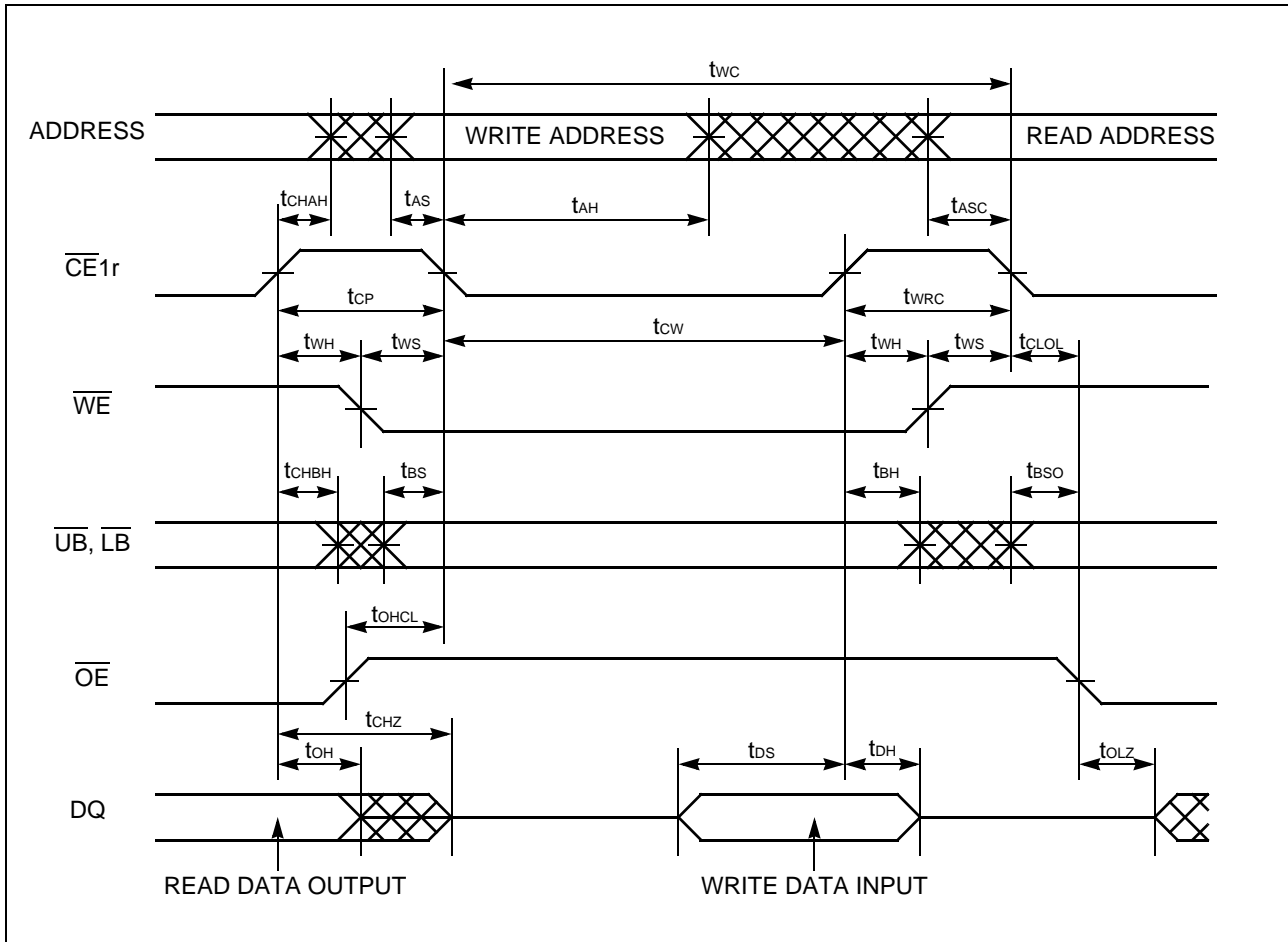 tWC
ADDRESS
WRITE ADDRESS
READ ADDRESS
tCHAH
tAS
tAH
tASC
CE1r
tCP
tWRC
tCW
tWH
tWS
tWH
tWS
tCLOL
WE
tCHBH
tBS
tBH
tBSO
UB, LB
tOHCL
OE
tCHZ
tOH
tDS
tDH
tOLZ
DQ
READ DATA OUTPUT
WRITE DATA INPUT